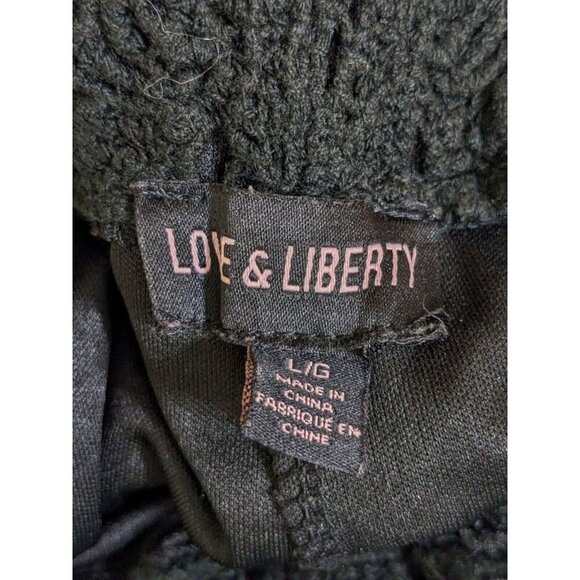 LOVE & LIBERTY
L/G
MADE IN
CHINA
FABRIQUÉ EN
CHINE